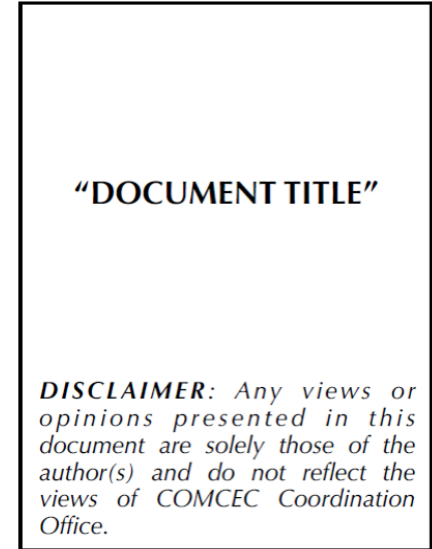 “DOCUMENT TITLE”
DISCLAIMER: Any views or
opinions presented in this
document are solely those of the
author(s) and do not reflect the
views of COMCEC Coordination
Office.